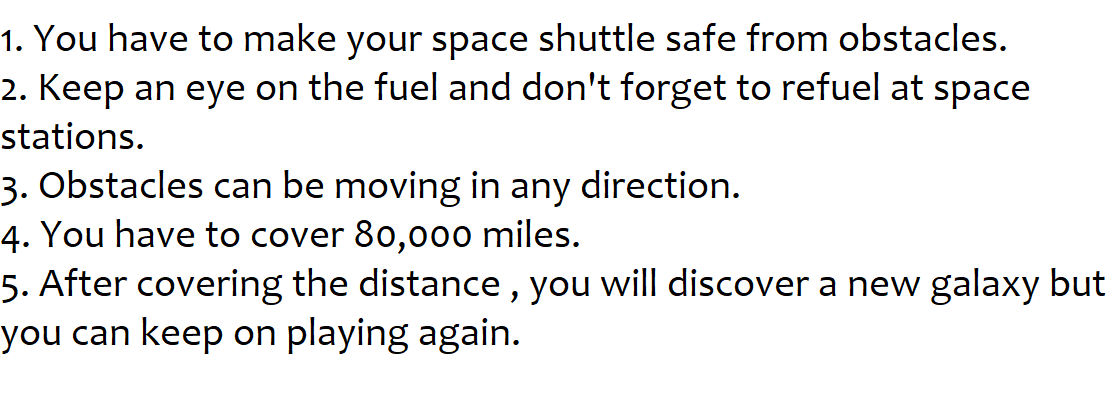 1. You have to make your space shuttle safe from obstacles.
2. Keep an eye on the fuel and don't forget to refuel at space
stations.
3. Obstacles can be moving in any direction.
4. You have to cover 80,000 miles.
5. After covering the distance , you will discover a new galaxy but
you can keep on playing again.